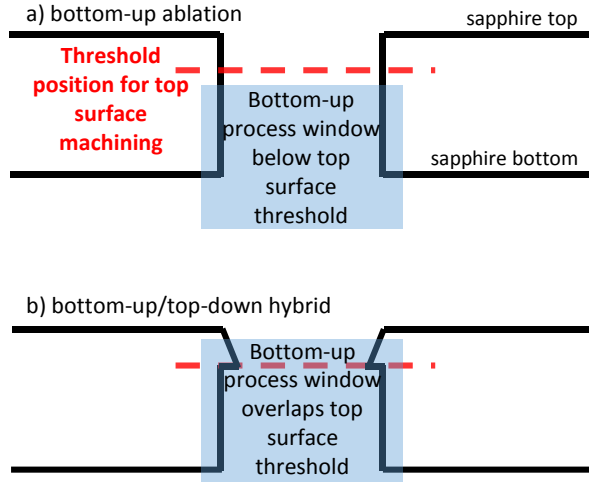 a) bottom-up ablation
sapphire top
Threshold
position for top
surface
machining
Bottom-up
process window
below top
surface
threshold
sapphire bottom
b) bottom-up/top-down hybrid
Bottom-up
process window
overlaps top
surface
threshold